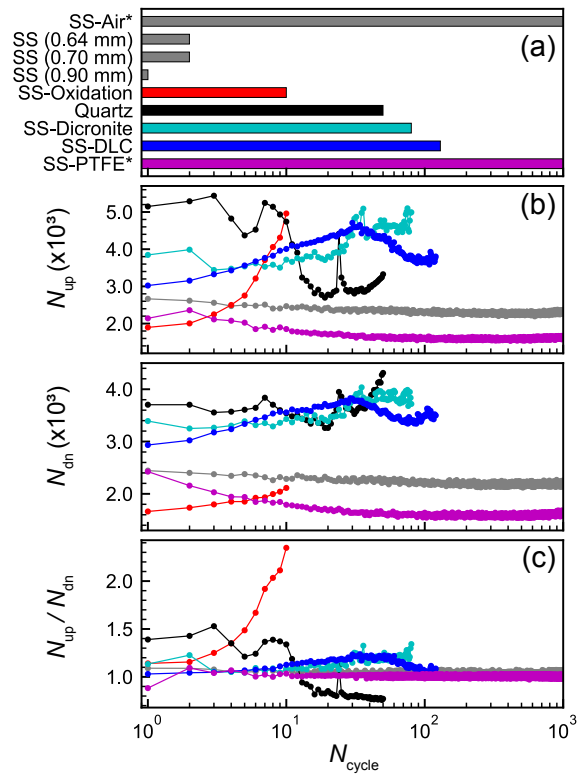 SS-Air*
(a)
SS (0.64 mm)
SS (0.70 mm)
SS (0.90 mm)
SS-Oxidation
Quartz
SS-Dicronite
SS-DLC
SS-PTFE*
(b)
5.0
4.0
3.0
2.0
N_up (x10³)
4.0
3.0
2.0
N_dn (x10³)
(c)
2.0
1.5
1.0
N_up / N_dn
10⁰
10¹
10²
10³
N_cycle